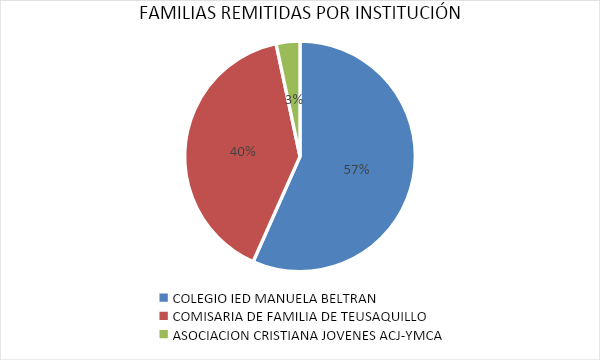 FAMILIAS REMITIDAS POR INSTITUCIÓN
3%
40%
57%
COLEGIO IED MANUELA BELTRAN
COMISARIA DE FAMILIA DE TEUSAQUILLO
ASOCIACION CRISTIANA JOVENES ACJ-YMCA